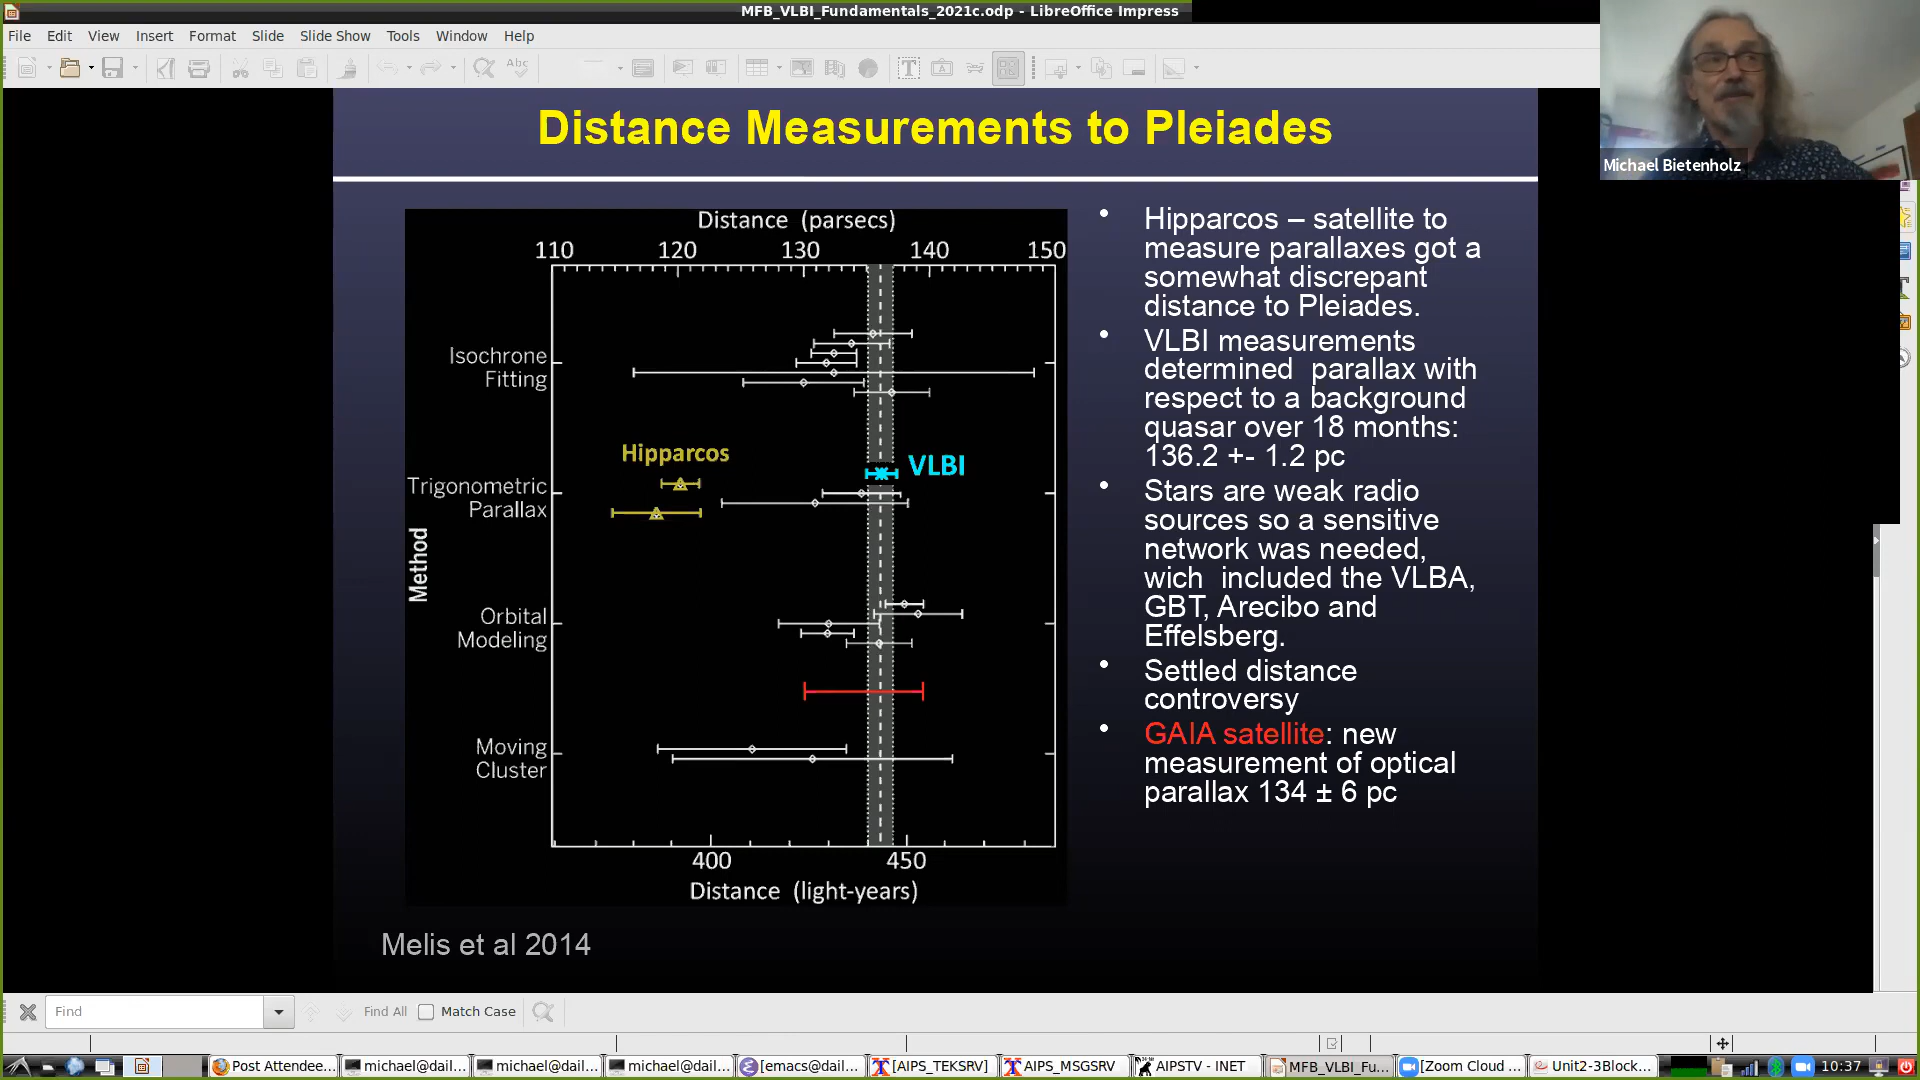 MFB_VLBI_Fundamentals_2021c.odp - LibreOffice Impress
File Edit View Insert Format Slide Slide Show Tools Window Help
Michael Bietenholz
Distance Measurements to Pleiades
Distance (parsecs)
110 120 130 140 150
Isochrone
Fitting
Hipparcos
VLBI
Trigonometric
Parallax
Method
Orbital
Modeling
Moving
Cluster
400 450
Distance (light-years)
• Hipparcos – satellite to
measure parallaxes got a
somewhat discrepant
distance to Pleiades.
• VLBI measurements
determined parallax with
respect to a background
quasar over 18 months:
136.2 +- 1.2 pc
• Stars are weak radio
sources so a sensitive
network was needed,
wich included the VLBA,
GBT, Arecibo and
Effelsberg.
• Settled distance
controversy
• GAIA satellite: new
measurement of optical
parallax 134 ± 6 pc
Melis et al 2014
Find Find All Match Case
Post Attendee... michael@dail... michael@dail... michael@dail... [emacs@dail... [AIPS_TEKSRV] AIPS_MSGSRV AIPSTV - INET MFB_VLBI_Fu... [Zoom Cloud ... Unit2-3Block... 10:37